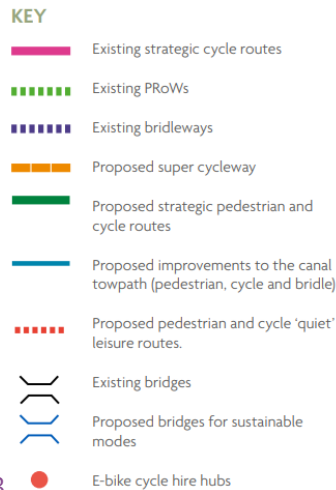 KEY
Existing strategic cycle routes
Existing PRoWs
Existing bridleways
Proposed super cycleway
Proposed strategic pedestrian and
cycle routes
Proposed improvements to the canal
towpath (pedestrian, cycle and bridle)
Proposed pedestrian and cycle ‘quiet’
leisure routes.
Existing bridges
Proposed bridges for sustainable
modes
E-bike cycle hire hubs